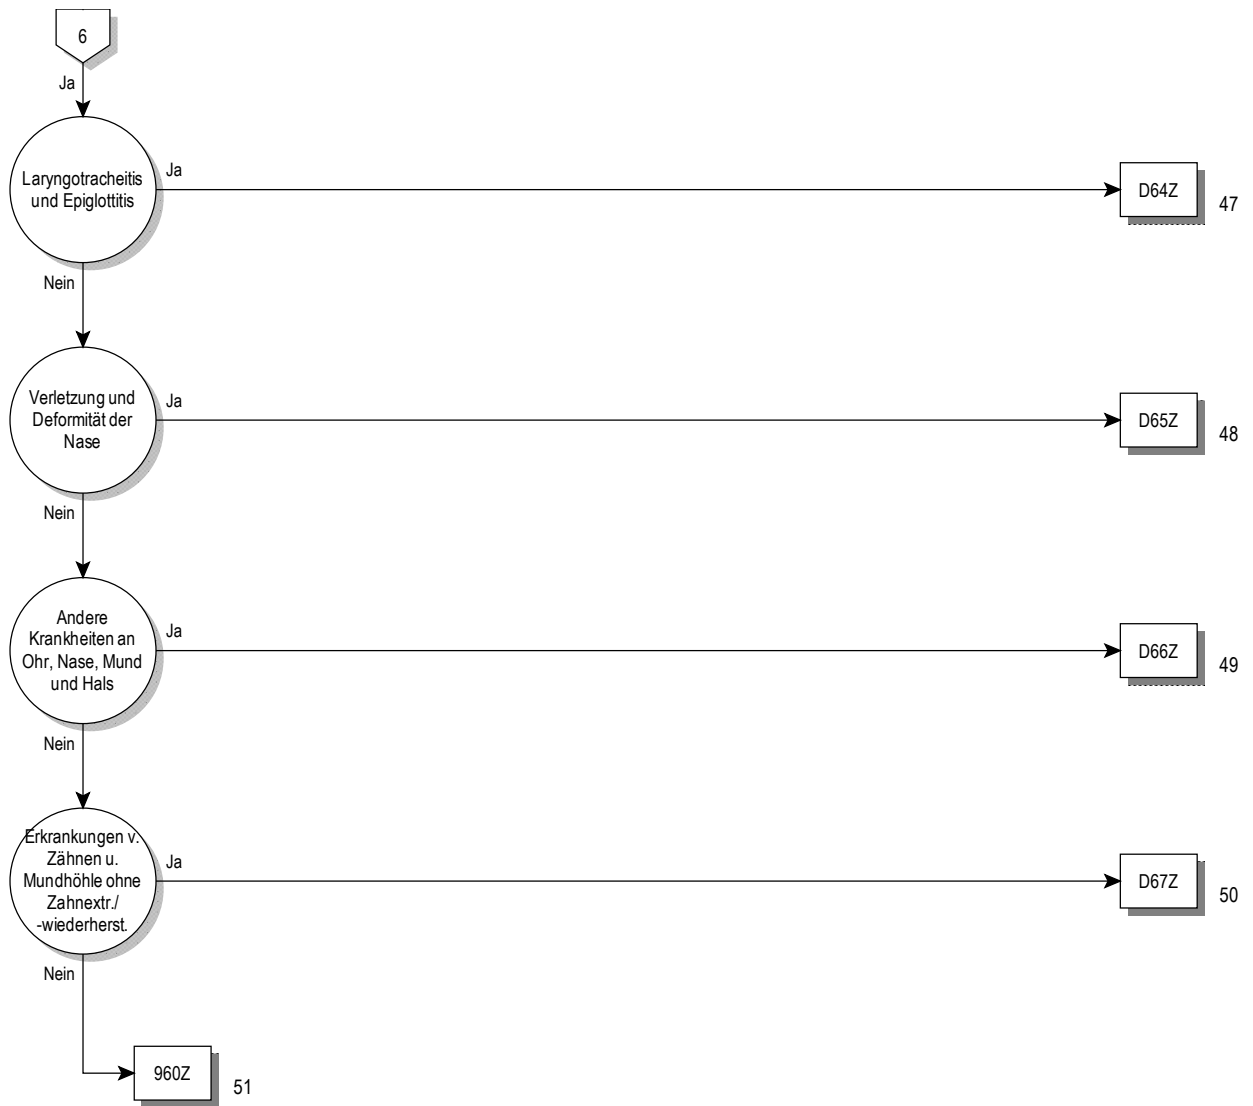 6
Ja
Laryngotracheitis
und Epiglottitis
Ja
D64Z
47
Nein
Verletzung und
Deformität der
Nase
Ja
D65Z
48
Nein
Andere
Krankheiten an
Ohr, Nase, Mund
und Hals
Ja
D66Z
49
Nein
Erkrankungen v.
Zähnen u.
Mundhöhle ohne
Zahnextr./
-wiederherst.
Ja
D67Z
50
Nein
960Z
51